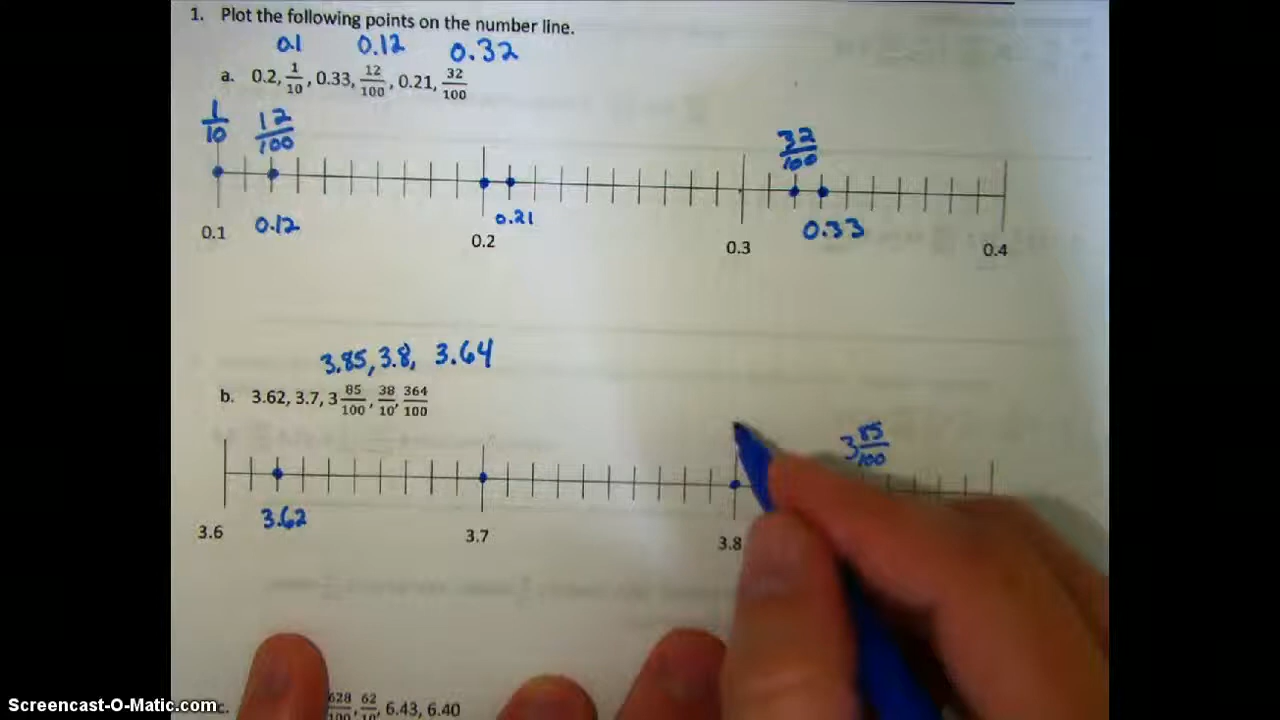 1. Plot the following points on the number line.
0.1 0.12 0.32
a. 0.2, 1/10, 0.33, 12/100, 0.21, 32/100
1/10 12/100 32/100
0.12 0.21 0.33
0.1 0.2 0.3 0.4
3.85, 3.8, 3.64
b. 3.62, 3.7, 3 85/100, 38/10, 364/100
3 85/100
3.62
3.6 3.7 3.8
c. 628/100, 62/10, 6.43, 6.40
Screencast-O-Matic.com